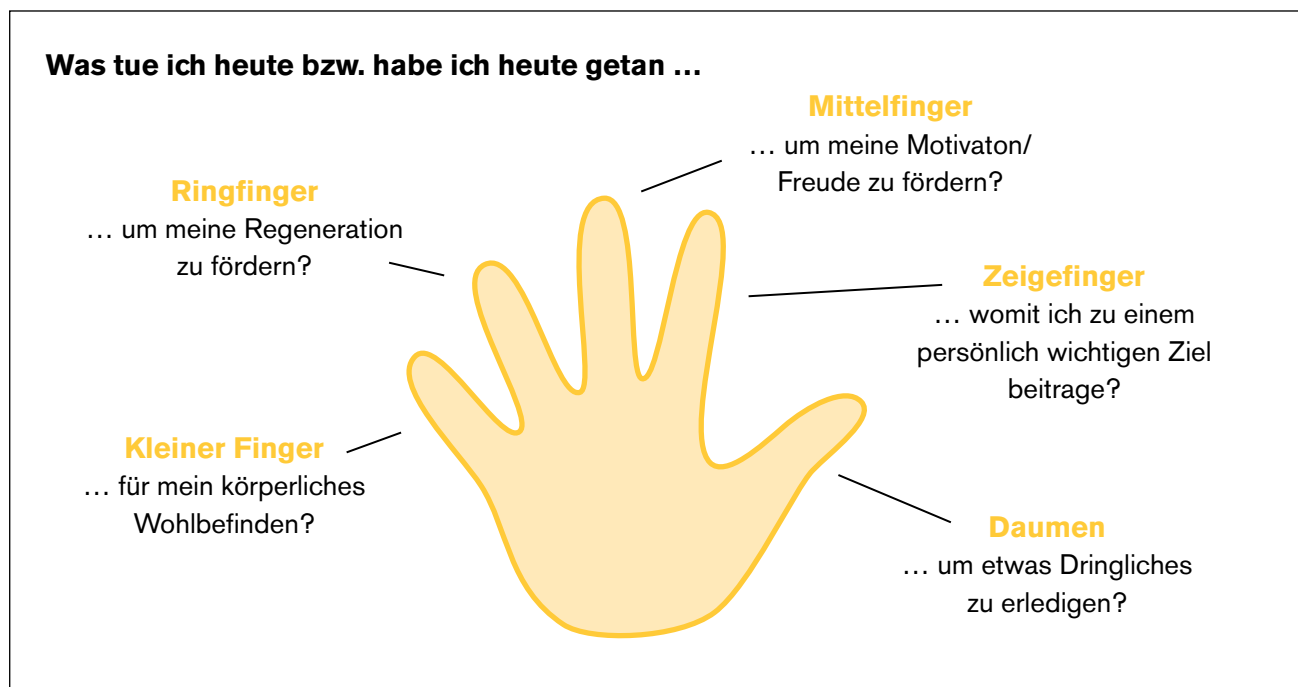 Was tue ich heute bzw. habe ich heute getan …
Mittelfinger
… um meine Motivaton/
Freude zu fördern?
Ringfinger
… um meine Regeneration
zu fördern?
Zeigefinger
… womit ich zu einem
persönlich wichtigen Ziel
beitrage?
Kleiner Finger
… für mein körperliches
Wohlbefinden?
Daumen
… um etwas Dringliches
zu erledigen?